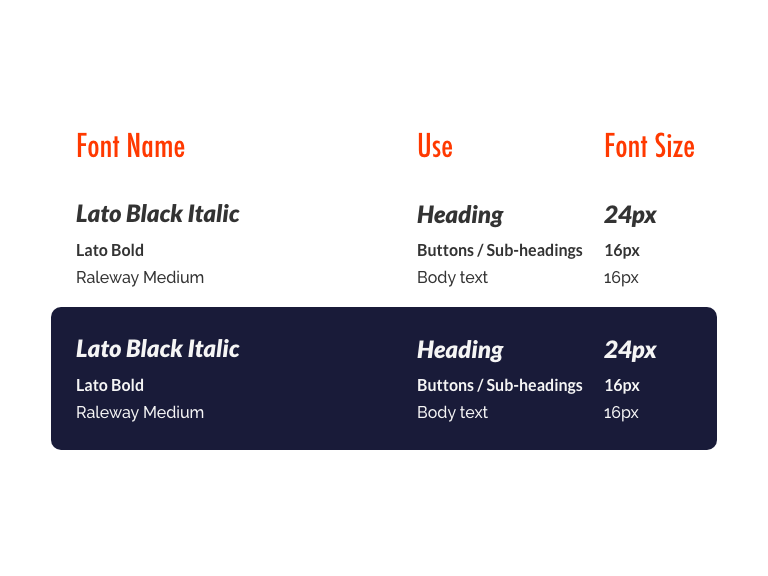 Font Name Use Font Size
Lato Black Italic Heading 24px
Lato Bold Buttons / Sub-headings 16px
Raleway Medium Body text 16px
Lato Black Italic Heading 24px
Lato Bold Buttons / Sub-headings 16px
Raleway Medium Body text 16px